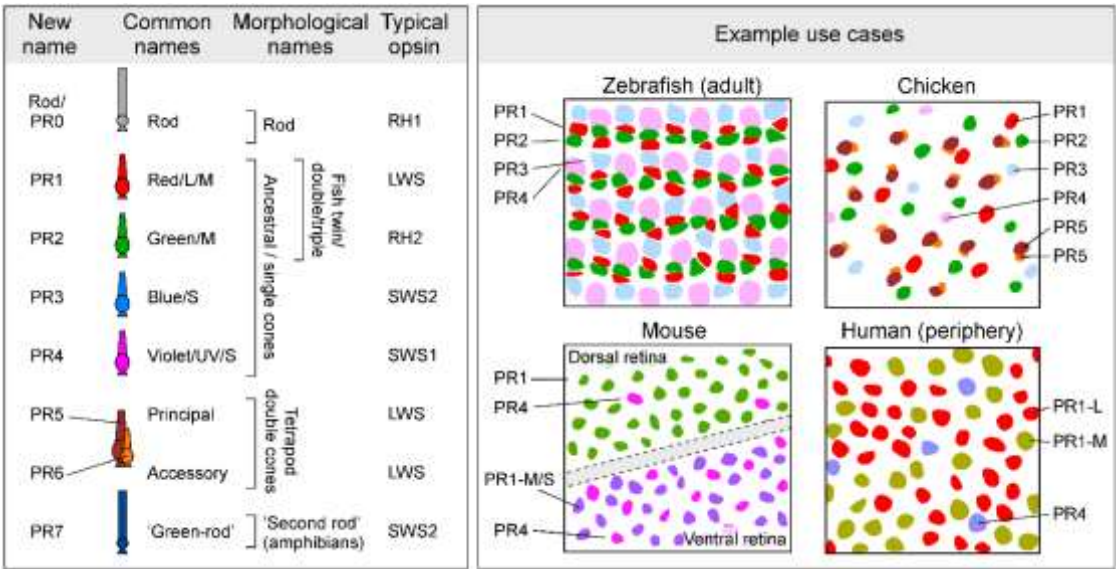 New name
Common names
Morphological names
Typical opsin
Rod/ PR0
Rod
Rod
RH1
PR1
Red/L/M
LWS
PR2
Green/M
RH2
PR3
Blue/S
SWS2
PR4
Violet/UV/S
SWS1
Ancestral / single cones
Fish twin/ double/triple
PR5
Principal
LWS
PR6
Accessory
LWS
Tetrapod double cones
PR7
'Green-rod'
'Second rod' (amphibians)
SWS2
Example use cases
Zebrafish (adult)
PR1
PR2
PR3
PR4
Chicken
PR1
PR2
PR3
PR4
PR5
PR5
Mouse
Dorsal retina
PR1
PR4
PR1-M/S
PR4
Ventral retina
Human (periphery)
PR1-L
PR1-M
PR4